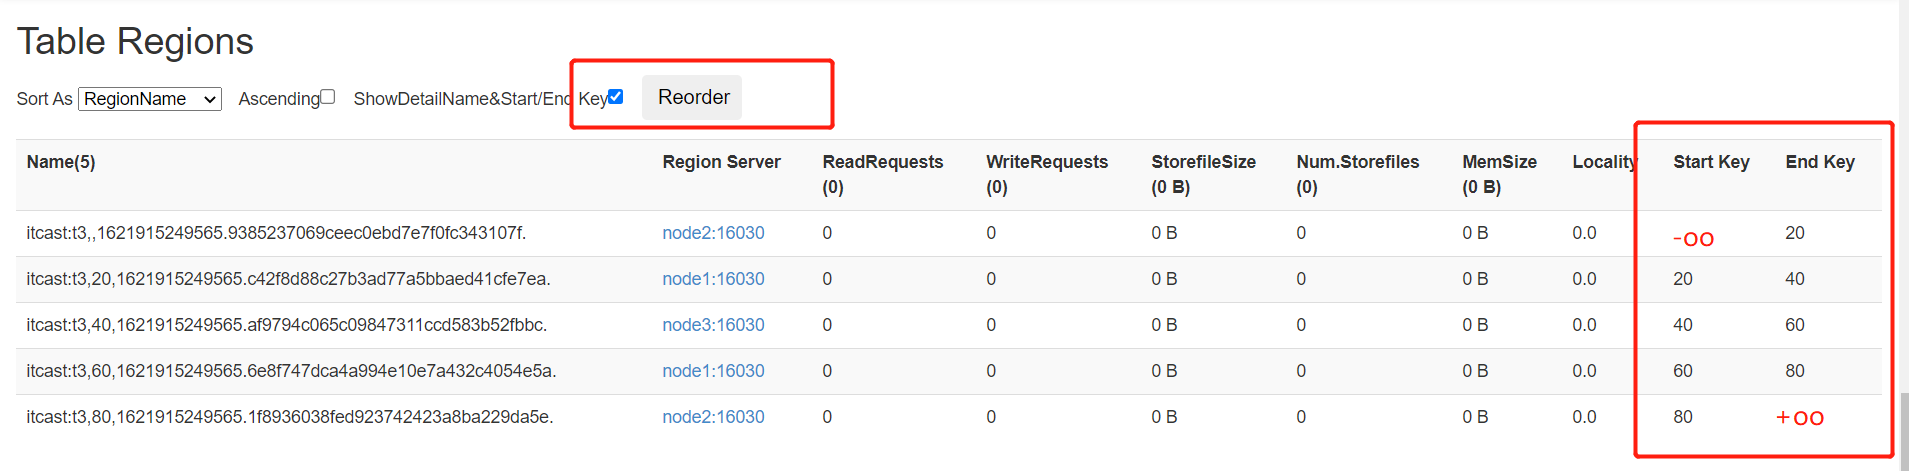 Table Regions
Sort As RegionName Ascending ShowDetailName&Start/End Key Reorder
Name(5) Region Server ReadRequests (0) WriteRequests (0) StorefileSize (0 B) Num.Storefiles (0) MemSize (0 B) Locality Start Key End Key
itcast:t3,,1621915249565.9385237069ceec0ebd7e7f0fc343107f. node2:16030 0 0 0 B 0 0 B 0.0 -oo 20
itcast:t3,20,1621915249565.c42f8d88c27b3ad77a5bbaed41cfe7ea. node1:16030 0 0 0 B 0 0 B 0.0 20 40
itcast:t3,40,1621915249565.af9794c065c09847311ccd583b52fbbc. node3:16030 0 0 0 B 0 0 B 0.0 40 60
itcast:t3,60,1621915249565.6e8f747dca4a994e10e7a432c4054e5a. node1:16030 0 0 0 B 0 0 B 0.0 60 80
itcast:t3,80,1621915249565.1f8936038fed923742423a8ba229da5e. node2:16030 0 0 0 B 0 0 B 0.0 80 +oo